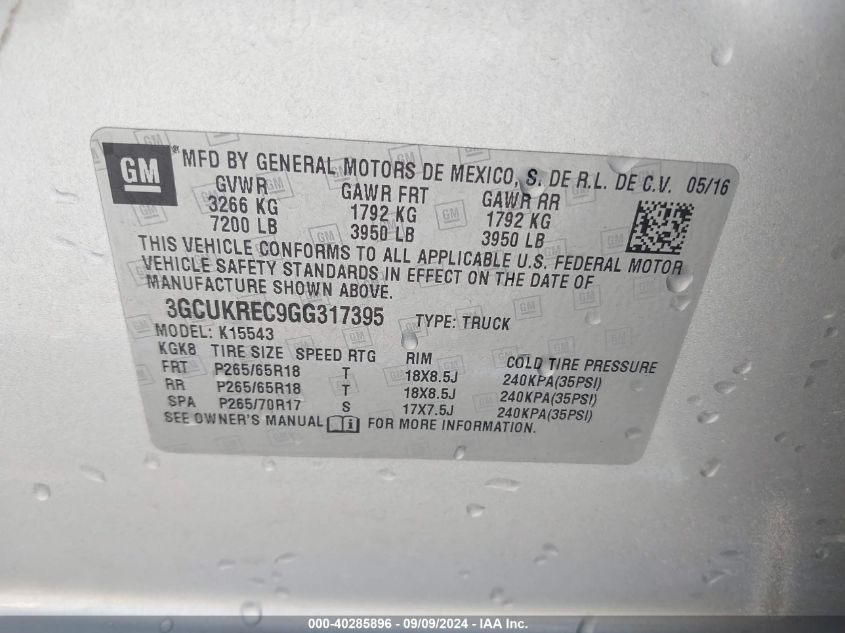 GM ® MFD BY GENERAL MOTORS DE MEXICO, S. DE R.L. DE C.V. 05/16
GVWR GAWR FRT GAWR RR
3266 KG 1792 KG 1792 KG
7200 LB 3950 LB 3950 LB
THIS VEHICLE CONFORMS TO ALL APPLICABLE U.S. FEDERAL MOTOR
VEHICLE SAFETY STANDARDS IN EFFECT ON THE DATE OF
MANUFACTURE SHOWN ABOVE.
3GCUKREC9GG317395 TYPE: TRUCK
MODEL: K15543
KGK8 TIRE SIZE SPEED RTG RIM COLD TIRE PRESSURE
FRT P265/65R18 T 18X8.5J 240KPA(35PSI)
RR P265/65R18 T 18X8.5J 240KPA(35PSI)
SPA P265/70R17 S 17X7.5J 240KPA(35PSI)
SEE OWNER'S MANUAL FOR MORE INFORMATION.
000-40285896 - 09/09/2024 - IAA Inc.